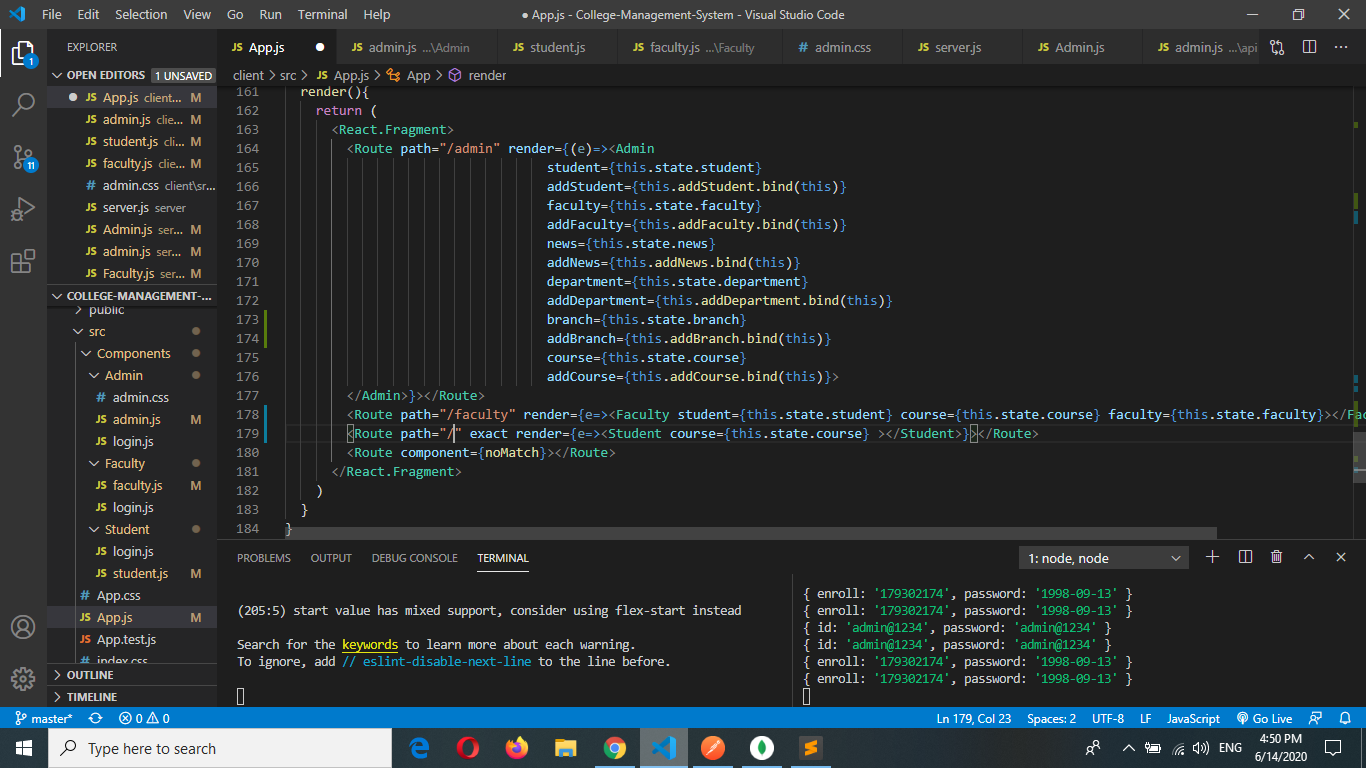 File Edit Selection View Go Run Terminal Help
● App.js - College-Management-System - Visual Studio Code
EXPLORER
OPEN EDITORS 1 UNSAVED
JS App.js client... M
JS admin.js clie... M
JS student.js cli... M
JS faculty.js clie... M
# admin.css client\sr...
JS server.js server
JS Admin.js ser... M
JS admin.js ser... M
JS Faculty.js ser... M
COLLEGE-MANAGEMENT-...
public
src
Components
Admin
# admin.css
JS admin.js M
JS login.js
Faculty
JS faculty.js M
JS login.js
Student
JS login.js
JS student.js M
# App.css
JS App.js M
JS App.test.js
# index.css
OUTLINE
TIMELINE
1
11
JS App.js ●
JS admin.js ...\Admin
JS student.js
JS faculty.js ...\Faculty
# admin.css
JS server.js
JS Admin.js
JS admin.js ...\api
client > src > JS App.js > App > render
161 render(){
162 return (
163 <React.Fragment>
164 <Route path="/admin" render={(e)=><Admin
165 student={this.state.student}
166 addStudent={this.addStudent.bind(this)}
167 faculty={this.state.faculty}
168 addFaculty={this.addFaculty.bind(this)}
169 news={this.state.news}
170 addNews={this.addNews.bind(this)}
171 department={this.state.department}
172 addDepartment={this.addDepartment.bind(this)}
173 branch={this.state.branch}
174 addBranch={this.addBranch.bind(this)}
175 course={this.state.course}
176 addCourse={this.addCourse.bind(this)}>
177 </Admin>}></Route>
178 <Route path="/faculty" render={e=><Faculty student={this.state.student} course={this.state.course} faculty={this.state.faculty}></Fac
179 <Route path="/" exact render={e=><Student course={this.state.course} ></Student>}></Route>
180 <Route component={noMatch}></Route>
181 </React.Fragment>
182 )
183 }
184 }
PROBLEMS OUTPUT DEBUG CONSOLE TERMINAL
1: node, node
(205:5) start value has mixed support, consider using flex-start instead
Search for the keywords to learn more about each warning.
To ignore, add // eslint-disable-next-line to the line before.
{ enroll: '179302174', password: '1998-09-13' }
{ enroll: '179302174', password: '1998-09-13' }
{ id: 'admin@1234', password: 'admin@1234' }
{ id: 'admin@1234', password: 'admin@1234' }
{ enroll: '179302174', password: '1998-09-13' }
{ enroll: '179302174', password: '1998-09-13' }
master* 0 0
Ln 179, Col 23 Spaces: 2 UTF-8 LF JavaScript Go Live
Type here to search
ENG
4:50 PM
6/14/2020